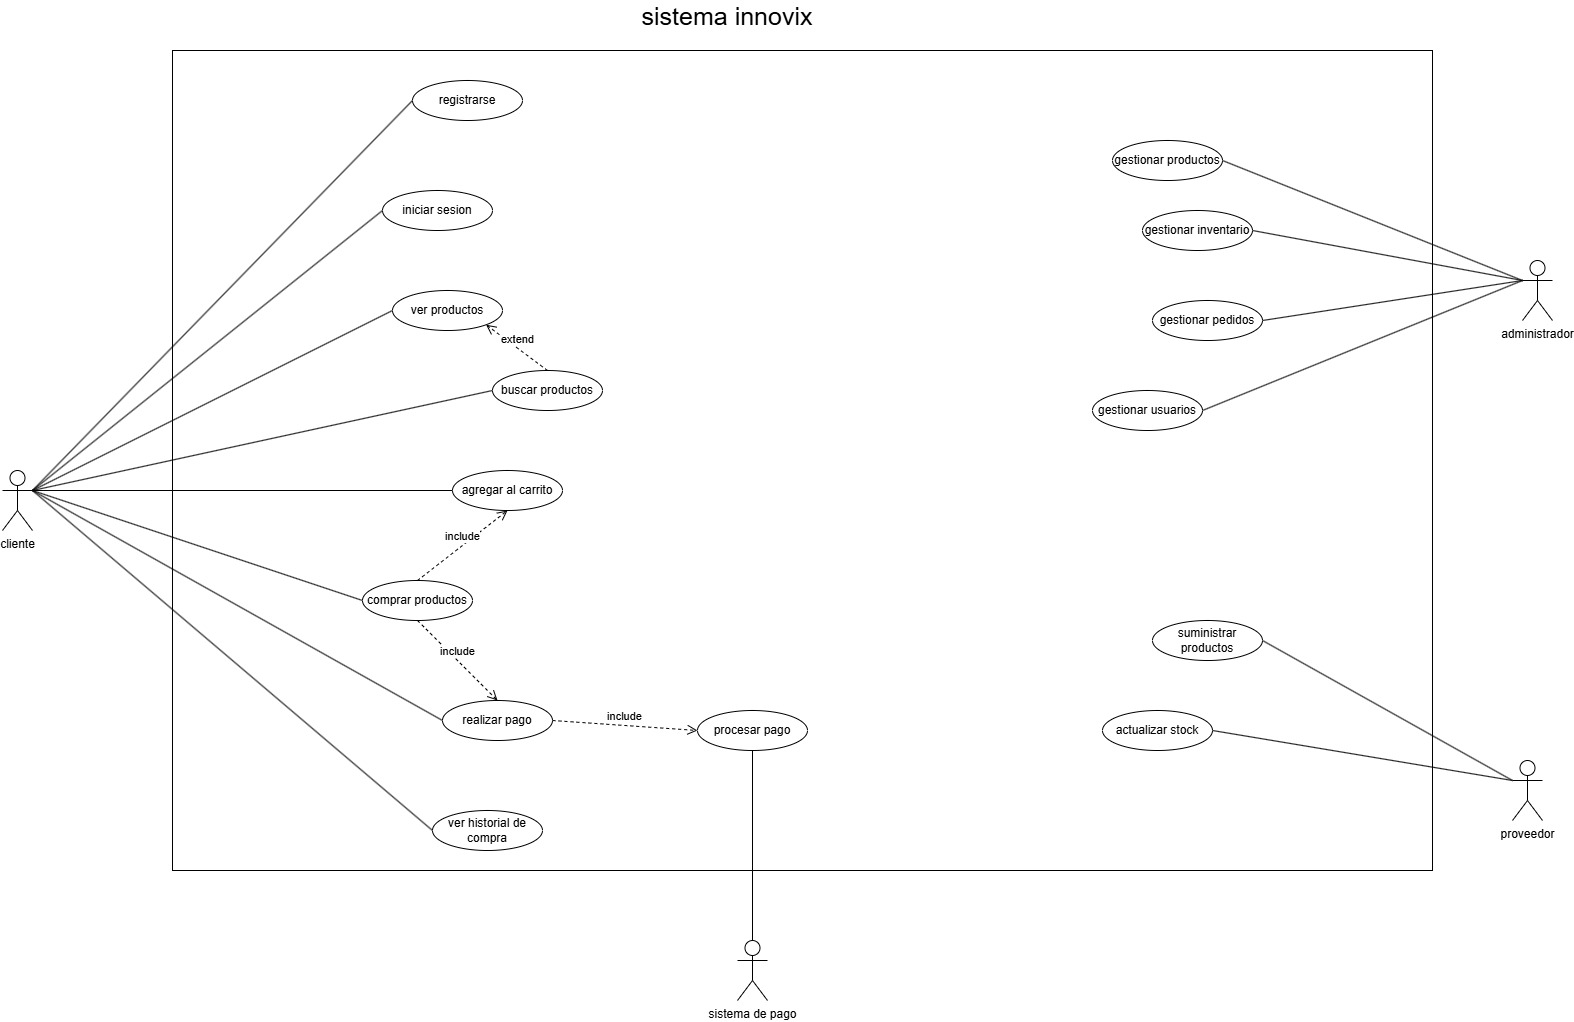 sistema innovix
registrarse
iniciar sesion
ver productos
extend
buscar productos
agregar al carrito
include
comprar productos
include
realizar pago
include
procesar pago
ver historial de
compra
cliente
gestionar productos
gestionar inventario
gestionar pedidos
gestionar usuarios
administrador
suministrar
productos
actualizar stock
proveedor
sistema de pago